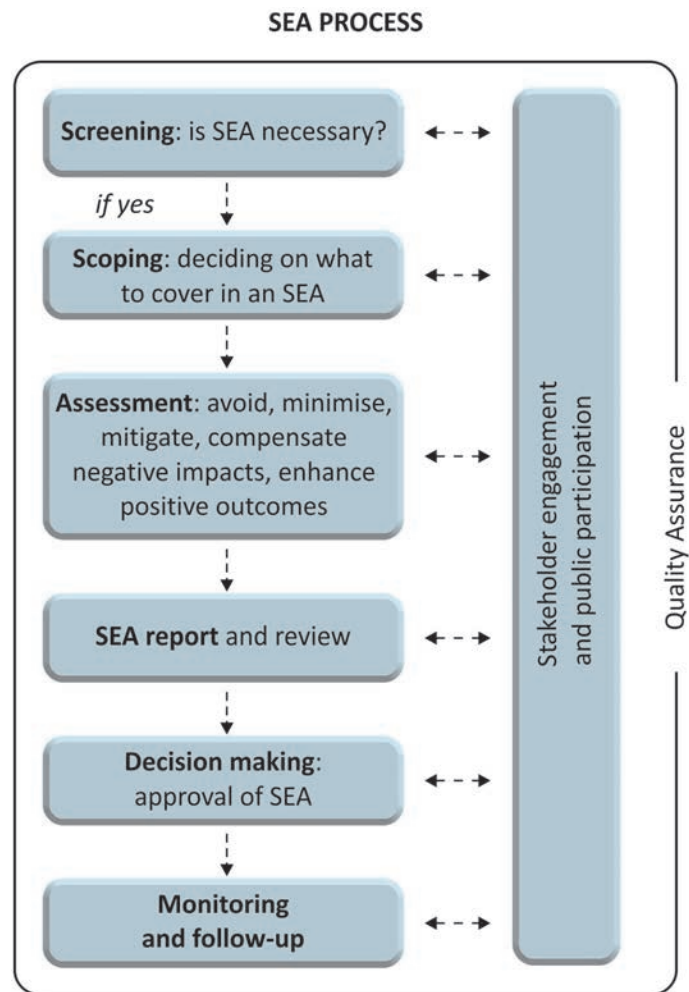 SEA PROCESS
Screening: is SEA necessary?
if yes
Scoping: deciding on what
to cover in an SEA
Assessment: avoid, minimise,
mitigate, compensate
negative impacts, enhance
positive outcomes
SEA report and review
Decision making:
approval of SEA
Monitoring
and follow-up
Stakeholder engagement
and public participation
Quality Assurance